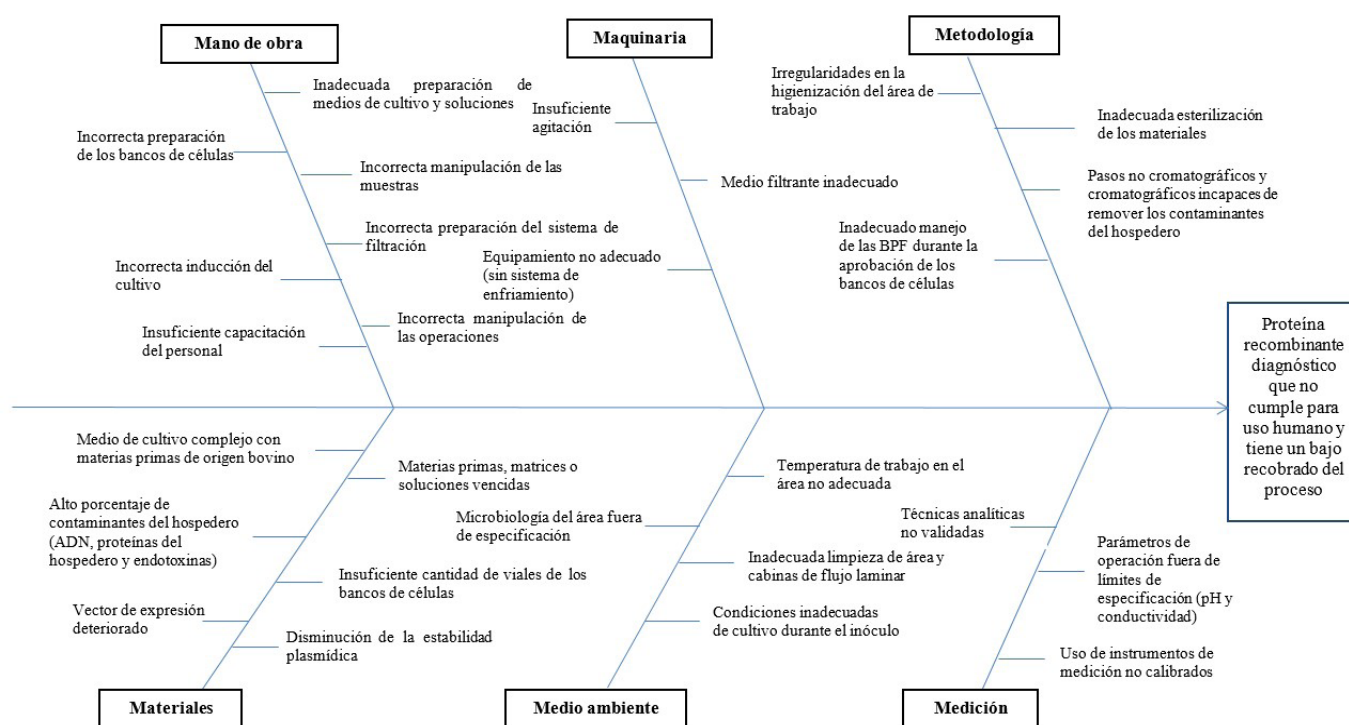 Mano de obra
Inadecuada preparación de
medios de cultivo y soluciones
Incorrecta preparación
de los bancos de células
Incorrecta manipulación de las
muestras
Incorrecta preparación del sistema de
filtración
Incorrecta inducción del
cultivo
Incorrecta manipulación de
las operaciones
Insuficiente capacitación
del personal
Maquinaria
Insuficiente
agitación
Medio filtrante inadecuado
Equipamiento no adecuado
(sin sistema de
enfriamiento)
Metodología
Irregularidades en la
higienización del área de
trabajo
Inadecuada esterilización
de los materiales
Pasos no cromatográficos y
cromatográficos incapaces de
remover los contaminantes
del hospedero
Inadecuado manejo
de las BPF durante la
aprobación de los
bancos de células
Proteína
recombinante
diagnóstico
que no
cumple para
uso humano y
tiene un bajo
recobrado del
proceso
Medio de cultivo complejo con
materias primas de origen bovino
Materias primas, matrices o
soluciones vencidas
Alto porcentaje de
contaminantes del hospedero
(ADN, proteínas del
hospedero y endotoxinas)
Insuficiente cantidad de viales de los
bancos de células
Vector de expresión
deteriorado
Disminución de la estabilidad
plasmídica
Materiales
Temperatura de trabajo en el
área no adecuada
Microbiología del área fuera
de especificación
Inadecuada limpieza de área y
cabinas de flujo laminar
Condiciones inadecuadas
de cultivo durante el inóculo
Medio ambiente
Técnicas analíticas
no validadas
Parámetros de
operación fuera de
límites de
especificación (pH y
conductividad)
Uso de instrumentos de
medición no calibrados
Medición